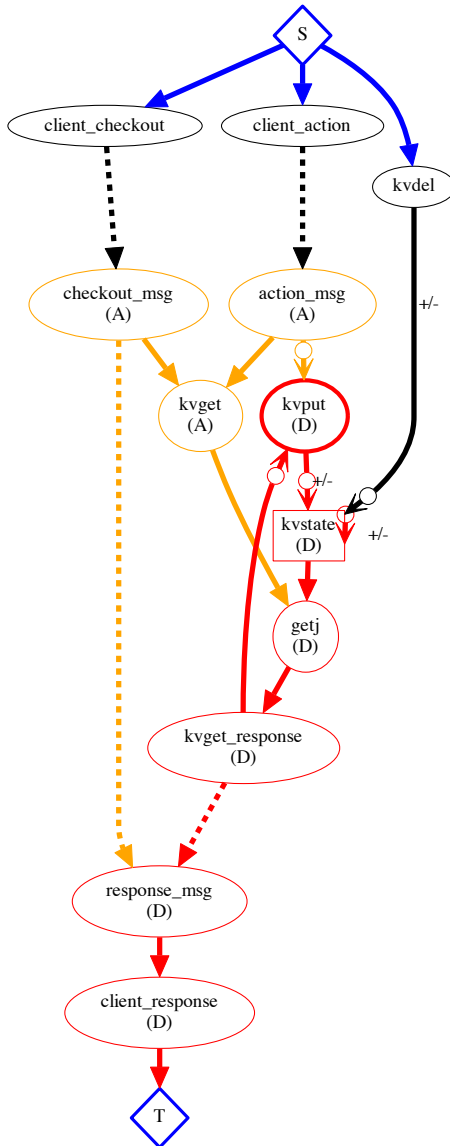 S
client_checkout
client_action
kvdel
checkout_msg
(A)
action_msg
(A)
+/-
kvget
(A)
kvput
(D)
+/-
kvstate
(D)
+/-
getj
(D)
kvget_response
(D)
response_msg
(D)
client_response
(D)
T